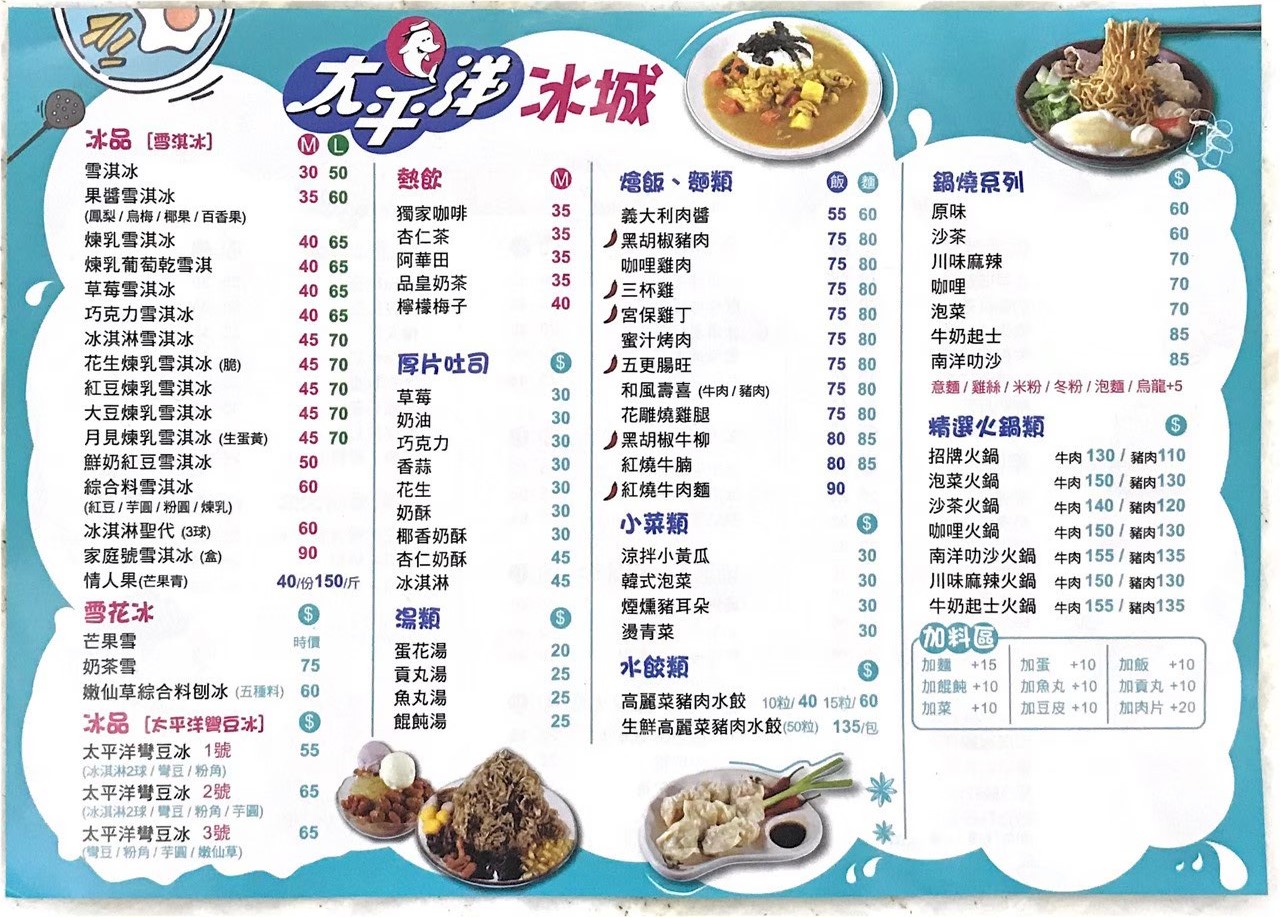 太平洋冰城
冰品 [雪淇冰] M L
雪淇冰 30 50
果醬雪淇冰 35 60
(鳳梨 / 烏梅 / 椰果 / 百香果)
煉乳雪淇冰 40 65
煉乳葡萄乾雪淇 40 65
草莓雪淇冰 40 65
巧克力雪淇冰 40 65
冰淇淋雪淇冰 45 70
花生煉乳雪淇冰 (脆) 45 70
紅豆煉乳雪淇冰 45 70
大豆煉乳雪淇冰 45 70
月見煉乳雪淇冰 (生蛋黃) 45 70
鮮奶紅豆雪淇冰 50
綜合料雪淇冰 60
(紅豆 / 芋圓 / 粉圓 / 煉乳)
冰淇淋聖代 (3球) 60
家庭號雪淇冰 (盒) 90
情人果(芒果青) 40/份150/斤
雪花冰 $
芒果雪 時價
奶茶雪 75
嫩仙草綜合料刨冰 (五種料) 60
冰品 [太平洋彎豆冰] $
太平洋彎豆冰 1號 55
(冰淇淋2球 / 彎豆 / 粉角)
太平洋彎豆冰 2號 65
(冰淇淋2球 / 彎豆 / 粉角 / 芋圓)
太平洋彎豆冰 3號 65
(彎豆 / 粉角 / 芋圓 / 嫩仙草)
熱飲 M
獨家咖啡 35
杏仁茶 35
阿華田 35
品皇奶茶 35
檸檬梅子 40
厚片吐司 $
草莓 30
奶油 30
巧克力 30
香蒜 30
花生 30
奶酥 30
椰香奶酥 30
杏仁奶酥 45
冰淇淋 45
湯類 $
蛋花湯 20
貢丸湯 25
魚丸湯 25
餛飩湯 25
燴飯、麵類 飯 麵
義大利肉醬 55 60
黑胡椒豬肉 75 80
咖哩雞肉 75 80
三杯雞 75 80
宮保雞丁 75 80
蜜汁烤肉 75 80
五更腸旺 75 80
和風壽喜 (牛肉 / 豬肉) 75 80
花雕燒雞腿 75 80
黑胡椒牛柳 80 85
紅燒牛腩 80 85
紅燒牛肉麵 90
小菜類 $
涼拌小黃瓜 30
韓式泡菜 30
煙燻豬耳朵 30
燙青菜 30
水餃類 $
高麗菜豬肉水餃 10粒/ 40 15粒/ 60
生鮮高麗菜豬肉水餃(50粒) 135/包
鍋燒系列 $
原味 60
沙茶 60
川味麻辣 70
咖哩 70
泡菜 70
牛奶起士 85
南洋叻沙 85
意麵 / 雞絲 / 米粉 / 冬粉 / 泡麵 / 烏龍+5
精選火鍋類 $
招牌火鍋 牛肉 130 / 豬肉110
泡菜火鍋 牛肉 150 / 豬肉130
沙茶火鍋 牛肉 140 / 豬肉120
咖哩火鍋 牛肉 150 / 豬肉130
南洋叻沙火鍋 牛肉 155 / 豬肉135
川味麻辣火鍋 牛肉 150 / 豬肉130
牛奶起士火鍋 牛肉 155 / 豬肉135
加料區
加麵 +15 加蛋 +10 加飯 +10
加餛飩 +10 加魚丸 +10 加貢丸 +10
加菜 +10 加豆皮 +10 加肉片 +20